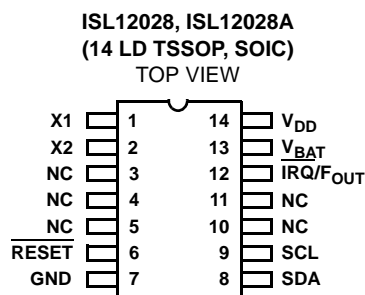 ISL12028, ISL12028A
(14 LD TSSOP, SOIC)
TOP VIEW
X1 1 14 VDD
X2 2 13 VBAT
NC 3 12 IRQ/FOUT
NC 4 11 NC
NC 5 10 NC
RESET 6 9 SCL
GND 7 8 SDA